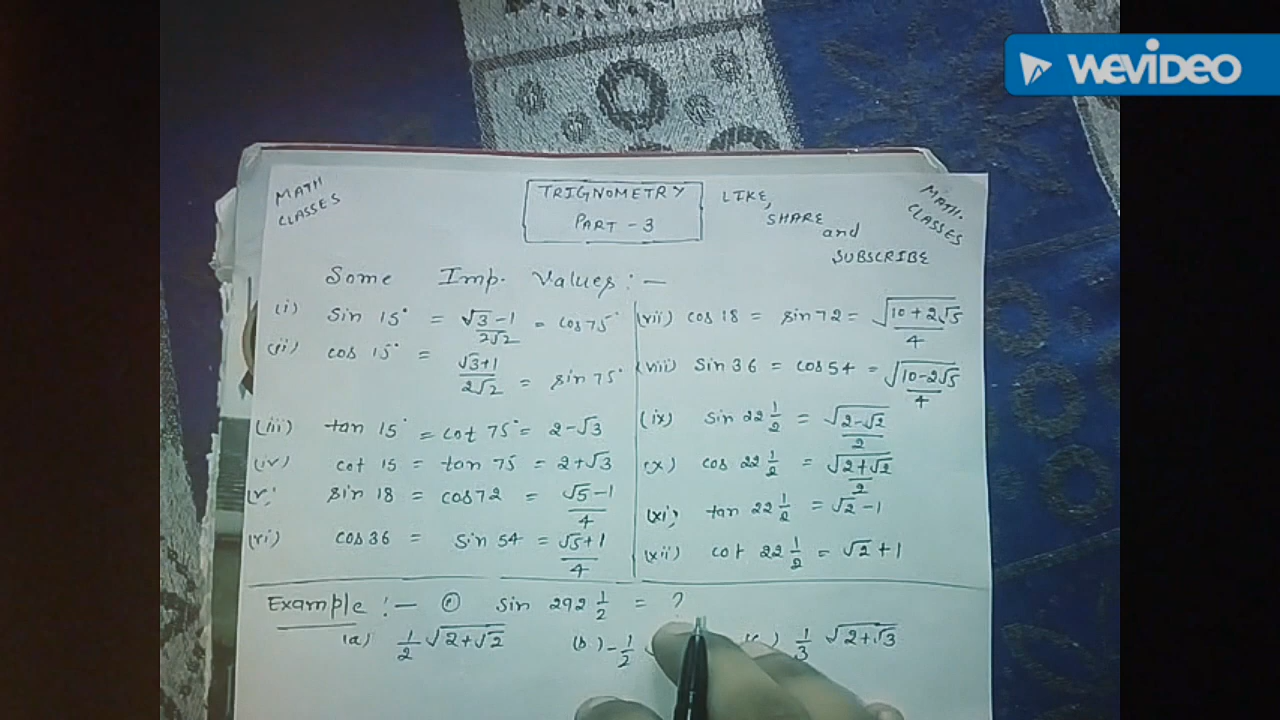 WEVIDEO
MATH CLASSES
TRIGNOMETRY
PART - 3
LIKE,
SHARE
and
SUBSCRIBE
MATH.
CLASSES
Some Imp. Values : -
(i) sin 15° = √3-1/2√2 = cos 75°
(ii) cos 15° = √3+1/2√2 = sin 75°
(iii) tan 15° = cot 75° = 2-√3
(iv) cot 15 = tan 75 = 2+√3
(v) sin 18 = cos 72 = √5-1/4
(vi) cos 36 = sin 54 = √5+1/4
(vii) cos 18 = sin 72 = √10+2√5/4
(viii) sin 36 = cos 54 = √10-2√5/4
(ix) sin 22 1/2 = √2-√2/2
(x) cos 22 1/2 = √2+√2/2
(xi) tan 22 1/2 = √2-1
(xii) cot 22 1/2 = √2+1
Example : - ① sin 292 1/2 = ?
(a) 1/2 √2+√2 (b) -1/2 1/3 √2+√3